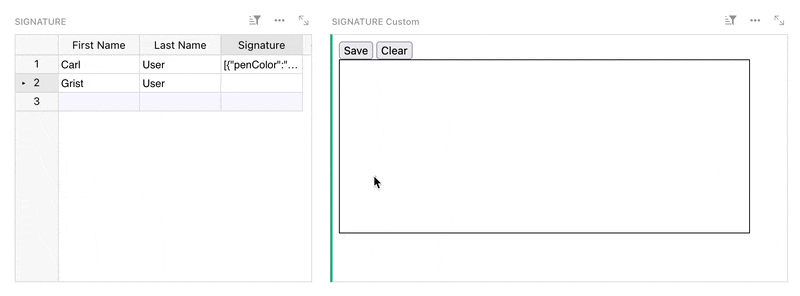 SIGNATURE
SIGNATURE Custom
First Name Last Name Signature
1 Carl User [{"penColor":"...
2 Grist User
3
Save Clear